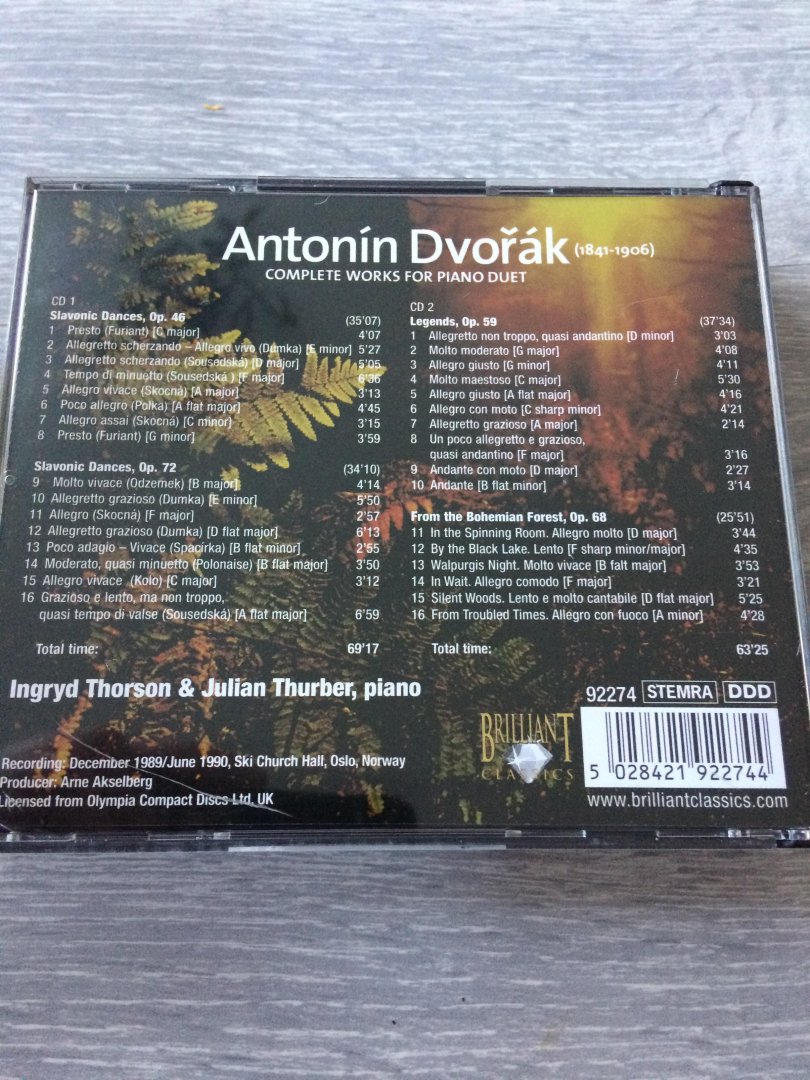 Antonín Dvořák (1841-1906)
COMPLETE WORKS FOR PIANO DUET
CD 1
Slavonic Dances, Op. 46 (35'07)
1 Presto (Furiant) [C major] 4'07
2 Allegretto scherzando – Allegro vivo (Dumka) [E minor] 5'27
3 Allegretto scherzando (Sousedská) [D major] 5'05
4 Tempo di minuetto (Sousedská ) [F major] 6'36
5 Allegro vivace (Skocná) [A major] 3'13
6 Poco allegro (Polka) [A flat major] 4'45
7 Allegro assai (Skocná) [C minor] 3'15
8 Presto (Furiant) [G minor] 3'59
Slavonic Dances, Op. 72 (34'10)
9 Molto vivace (Odzemek) [B major] 4'14
10 Allegretto grazioso (Dumka) [E minor] 5'50
11 Allegro (Skocná) [F major] 2'57
12 Allegretto grazioso (Dumka) [D flat major] 6'13
13 Poco adagio – Vivace (Spacirka) [B flat minor] 2'55
14 Moderato, quasi minuetto (Polonaise) [B flat major] 3'50
15 Allegro vivace (Kolo) [C major] 3'12
16 Grazioso e lento, ma non troppo,
quasi tempo di valse (Sousedská) [A flat major] 6'59
Total time: 69'17
CD 2
Legends, Op. 59 (37'34)
1 Allegretto non troppo, quasi andantino [D minor] 3'03
2 Molto moderato [G major] 4'08
3 Allegro giusto [G minor] 4'11
4 Molto maestoso [C major] 5'30
5 Allegro giusto [A flat major] 4'16
6 Allegro con moto [C sharp minor] 4'21
7 Allegretto grazioso [A major] 2'14
8 Un poco allegretto e grazioso,
quasi andantino [F major] 3'16
9 Andante con moto [D major] 2'27
10 Andante [B flat minor] 3'14
From the Bohemian Forest, Op. 68 (25'51)
11 In the Spinning Room. Allegro molto [D major] 3'44
12 By the Black Lake. Lento [F sharp minor/major] 4'35
13 Walpurgis Night. Molto vivace [B falt major] 3'53
14 In Wait. Allegro comodo [F major] 3'21
15 Silent Woods. Lento e molto cantabile [D flat major] 5'25
16 From Troubled Times. Allegro con fuoco [A minor] 4'28
Total time: 63'25
Ingryd Thorson & Julian Thurber, piano
92274 STEMRA DDD
BRILLIANT
CLASSICS
5 028421 922744
www.brilliantclassics.com
Recording: December 1989/June 1990, Ski Church Hall, Oslo, Norway
Producer: Arne Akselberg
Licensed from Olympia Compact Discs Ltd. UK